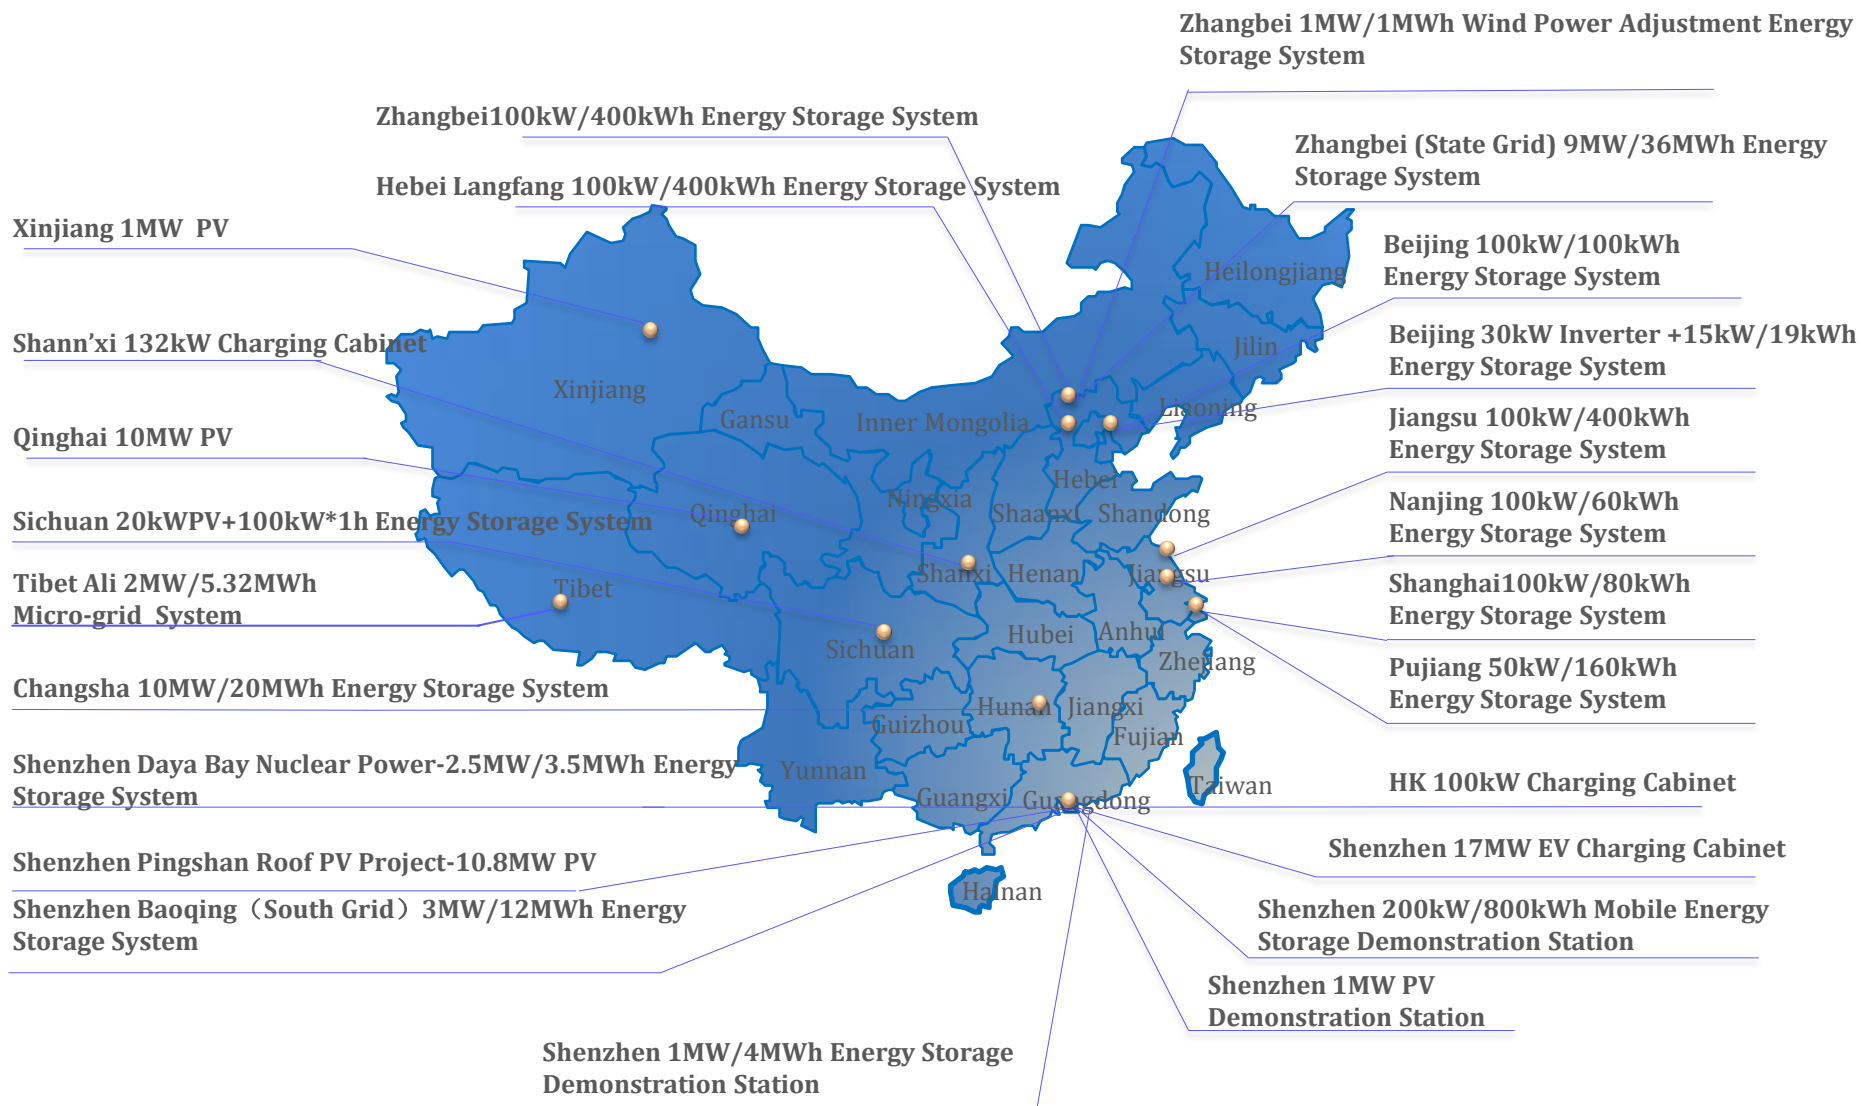 Zhangbei 1MW/1MWh Wind Power Adjustment Energy
Storage System
Zhangbei100kW/400kWh Energy Storage System
Zhangbei (State Grid) 9MW/36MWh Energy
Storage System
Hebei Langfang 100kW/400kWh Energy Storage System
Xinjiang 1MW  PV
Beijing 100kW/100kWh
Energy Storage System
Shann’xi 132kW Charging Cabinet
Beijing 30kW Inverter +15kW/19kWh
Energy Storage System
Qinghai 10MW PV
Jiangsu 100kW/400kWh
Energy Storage System
Sichuan 20kWPV+100kW*1h Energy Storage System
Nanjing 100kW/60kWh
Energy Storage System
Tibet Ali 2MW/5.32MWh
Micro-grid  System
Shanghai100kW/80kWh
Energy Storage System
Changsha 10MW/20MWh Energy Storage System
Pujiang 50kW/160kWh
Energy Storage System
Shenzhen Daya Bay Nuclear Power-2.5MW/3.5MWh Energy
Storage System
HK 100kW Charging Cabinet
Shenzhen Pingshan Roof PV Project-10.8MW PV
Shenzhen 17MW EV Charging Cabinet
Shenzhen Baoqing（South Grid）3MW/12MWh Energy
Storage System
Shenzhen 200kW/800kWh Mobile Energy
Storage Demonstration Station
Shenzhen 1MW PV
Demonstration Station
Shenzhen 1MW/4MWh Energy Storage
Demonstration Station
Heilongjiang
Jilin
Liaoning
Xinjiang
Gansu
Inner Mongolia
Hebei
Ningxia
Qinghai
Shaanxi
Shandong
Shanxi
Henan
Jiangsu
Tibet
Hubei
Anhui
Sichuan
Zhejiang
Hunan
Jiangxi
Guizhou
Fujian
Yunnan
Guangxi
Guangdong
Taiwan
Hainan